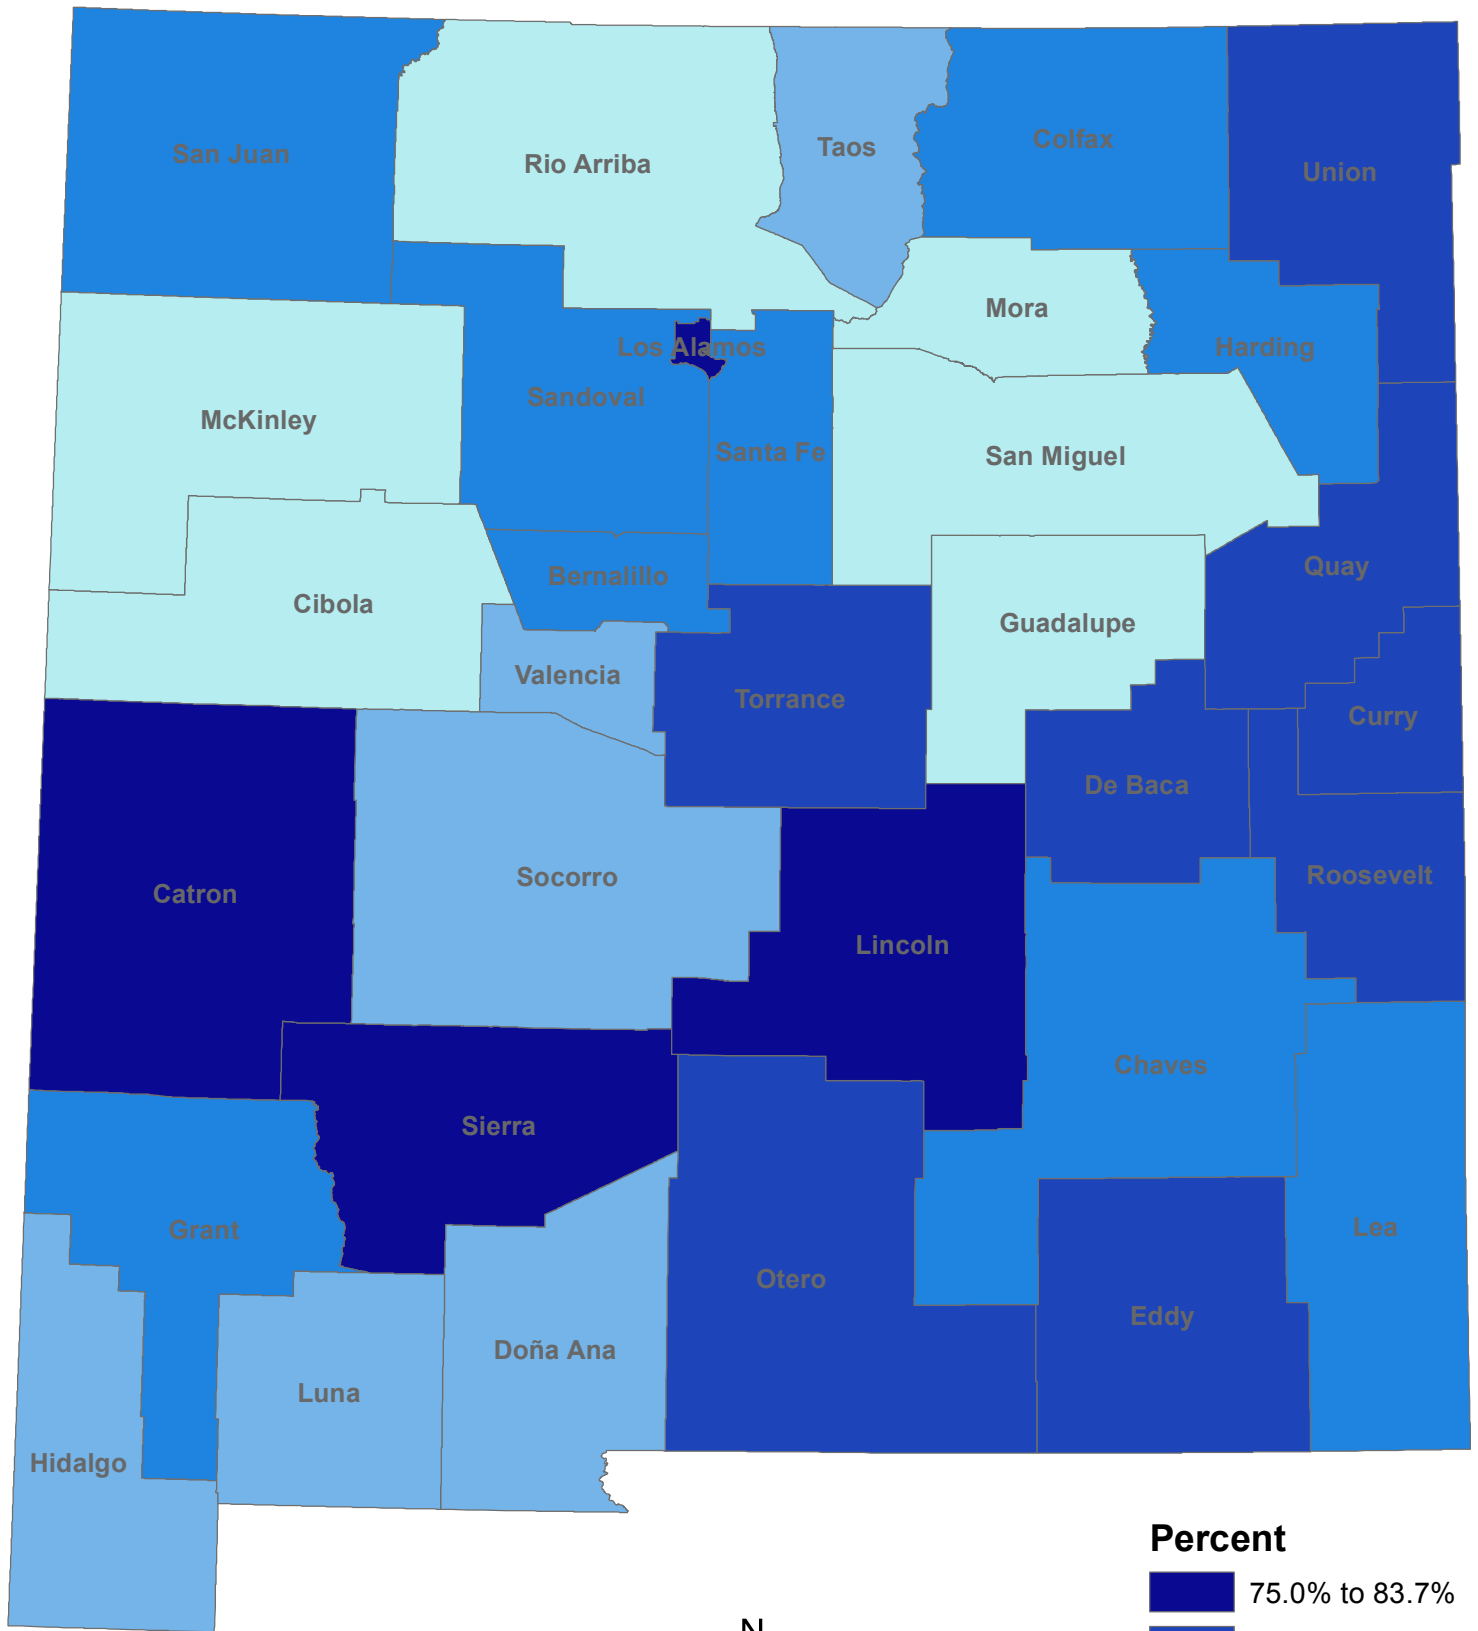 San Juan
Rio Arriba
Taos
Colfax
Union
Mora
Harding
Los Alamos
Sandoval
McKinley
Santa Fe
San Miguel
Quay
Bernalillo
Cibola
Guadalupe
Valencia
Torrance
Curry
De Baca
Roosevelt
Socorro
Catron
Lincoln
Chaves
Sierra
Grant
Lea
Otero
Eddy
Doña Ana
Luna
Hidalgo
Percent
75.0% to 83.7%
N